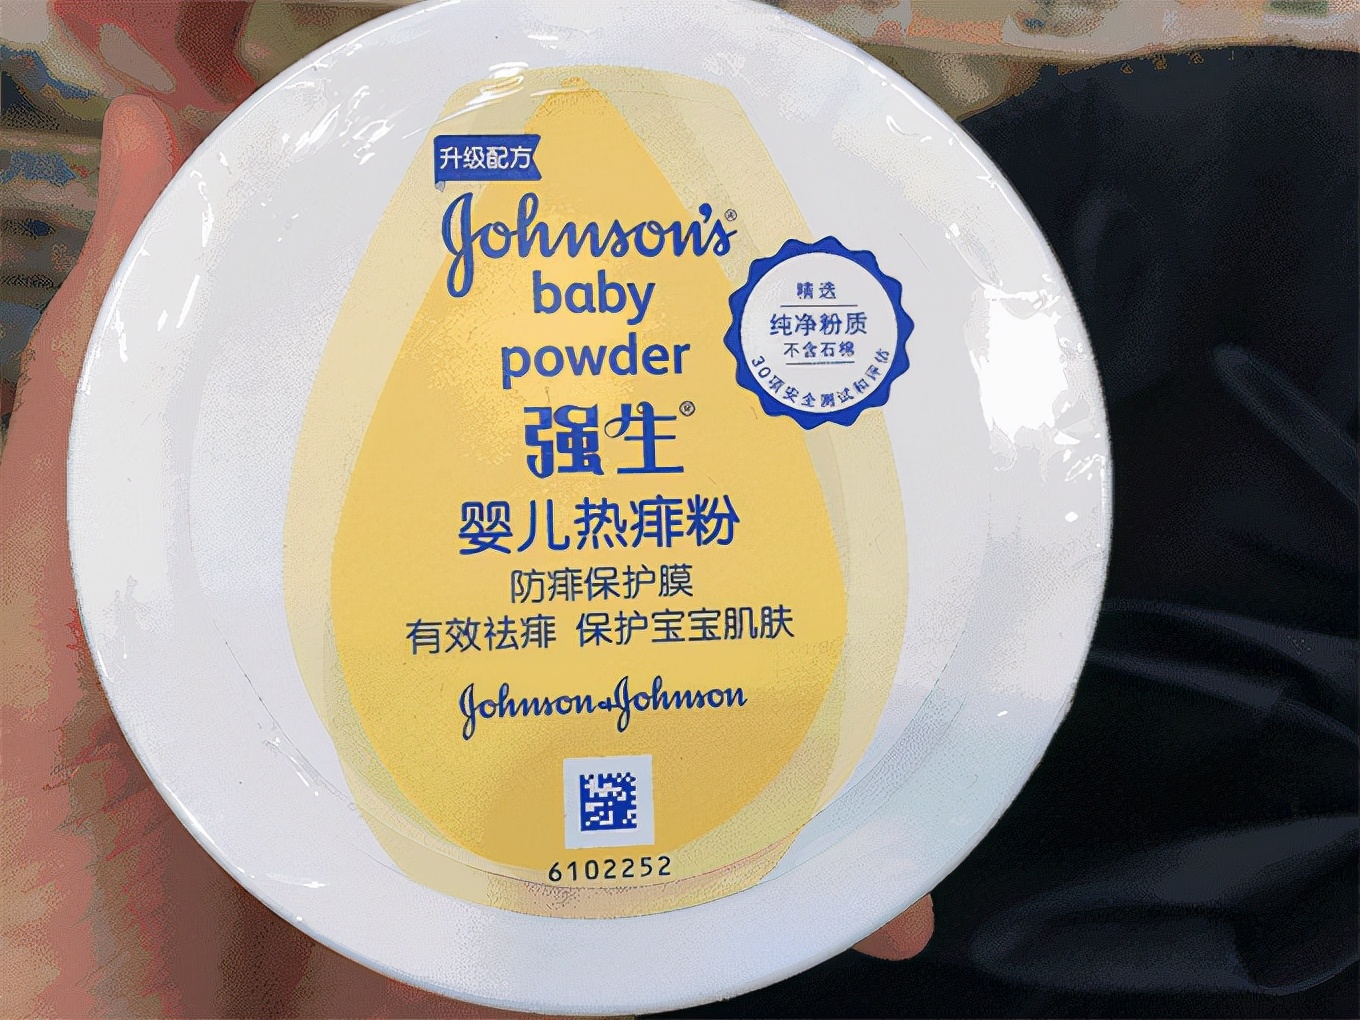 升级配方
Johnson's®
baby
powder
强生®
婴儿热痱粉
防痱保护膜
有效祛痱 保护宝宝肌肤
Johnson+Johnson
6102252
精选
纯净粉质
不含石棉
30项安全测试和评估